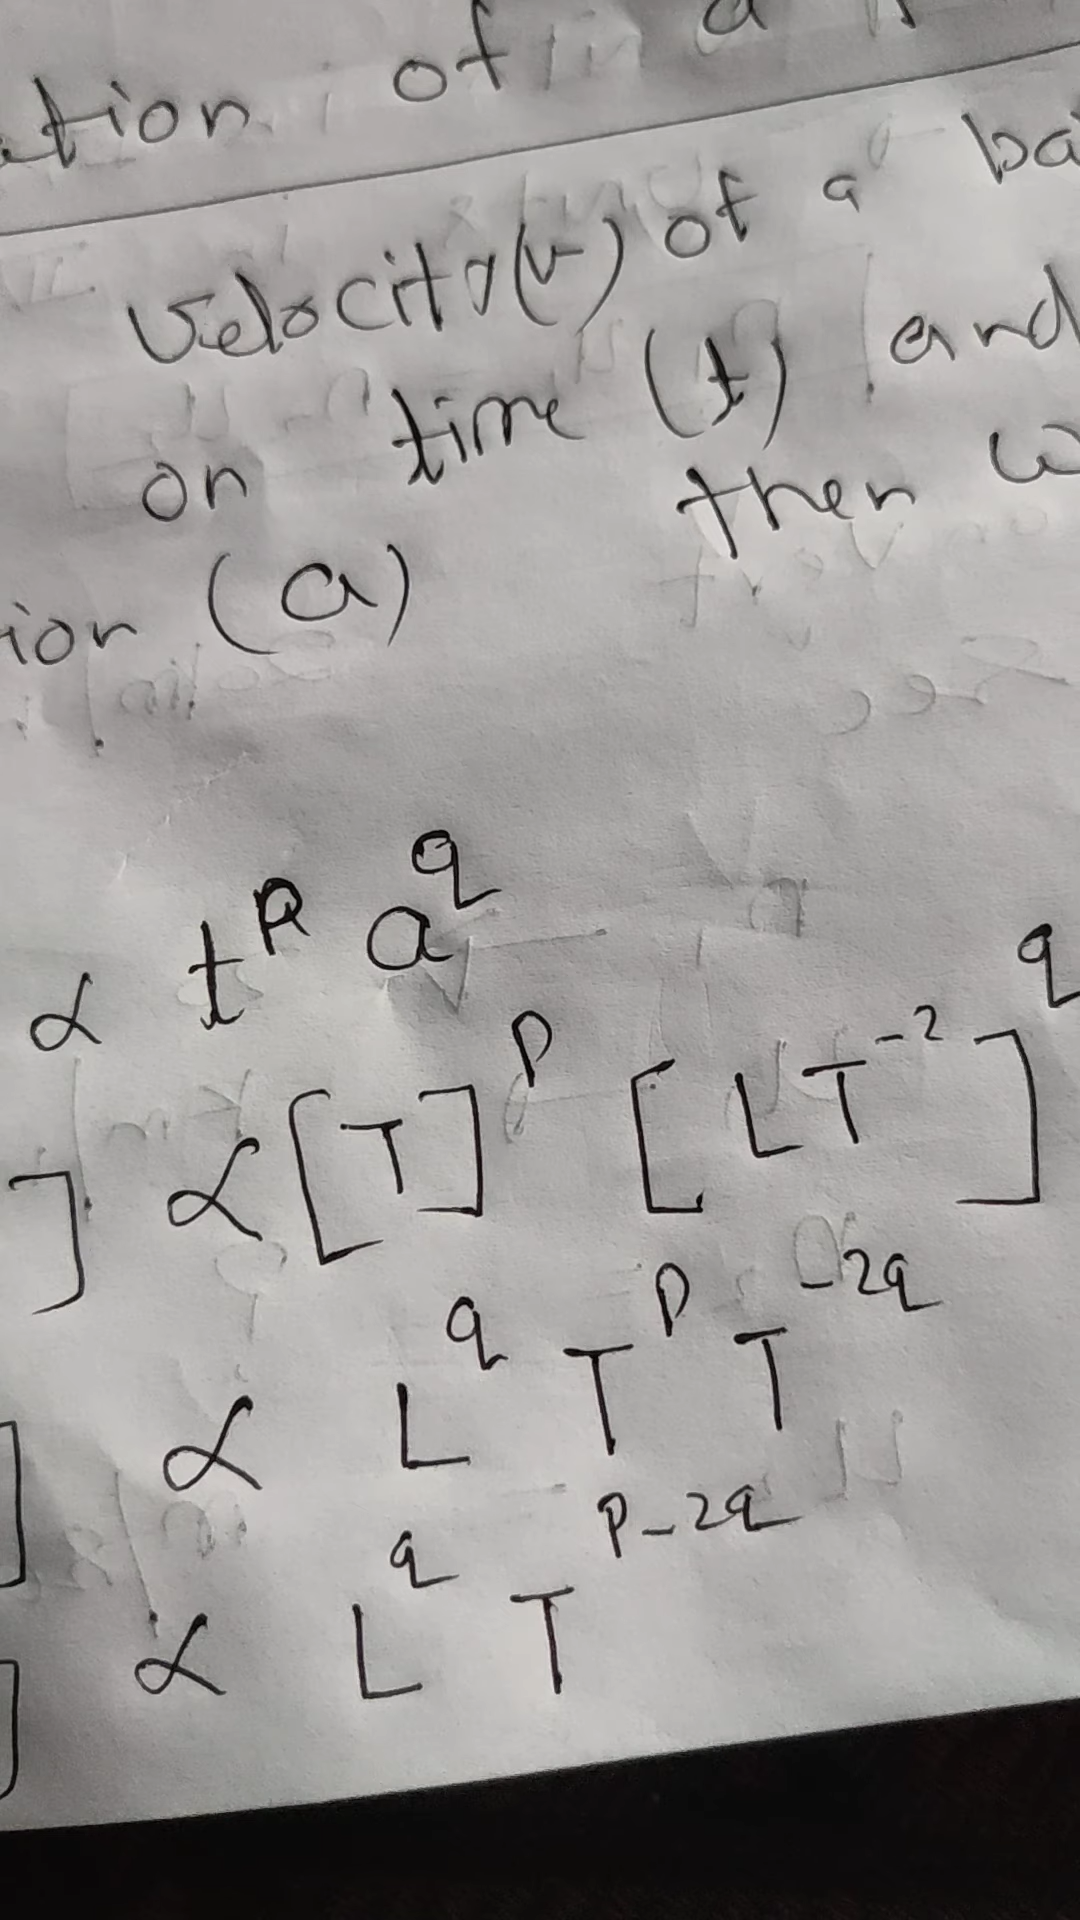 tion of a
velocity(v) of a ba
on time (t) and
ion (a) then w
∝ t^p a^q
] ∝ [T]^p [LT^-2]^q
] ∝ L^q T^p T^-2q
] ∝ L^q T^p-2q